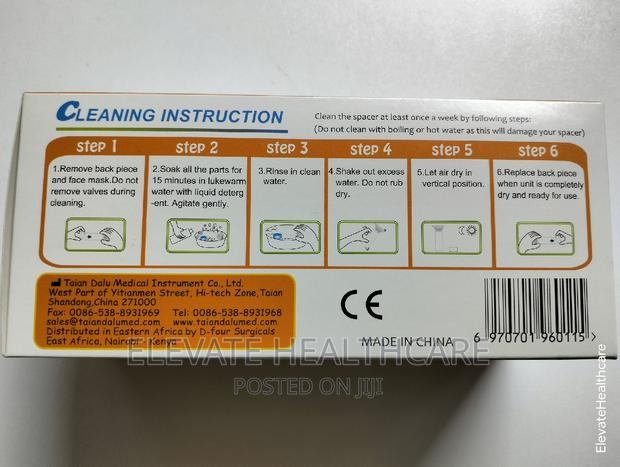 CLEANING INSTRUCTION
Clean the spacer at least once a week by following steps:
(Do not clean with boiling or hot water as this will damage your spacer)
step 1
step 2
step 3
step 4
step 5
step 6
1.Remove back piece
and face mask.Do not
remove valves during
cleaning.
2.Soak all the parts for
15 minutes in lukewarm
water with liquid deterg
-ent. Agitate gently.
3.Rinse in clean
water.
4.Shake out excess
water. Do not rub
dry.
5.Let air dry in
vertical position.
6.Replace back piece
when unit is completely
dry and ready for use.
Taian Dalu Medical Instrument Co., Ltd.
West Part of Yitianmen Street, Hi-tech Zone,Taian
Shandong,China 271000
Fax: 0086-538-8931969 Tel: 0086-538-8931968
sales@taiandalumed.com www.taiandalumed.com
Distributed in Eastern Africa by D-four Surgicals
East Africa, Nairobi - Kenya
CE
MADE IN CHINA
6 970701 960115 >
ELEVATE HEALTHCARE
POSTED ON JIJI
ElevateHealthcare